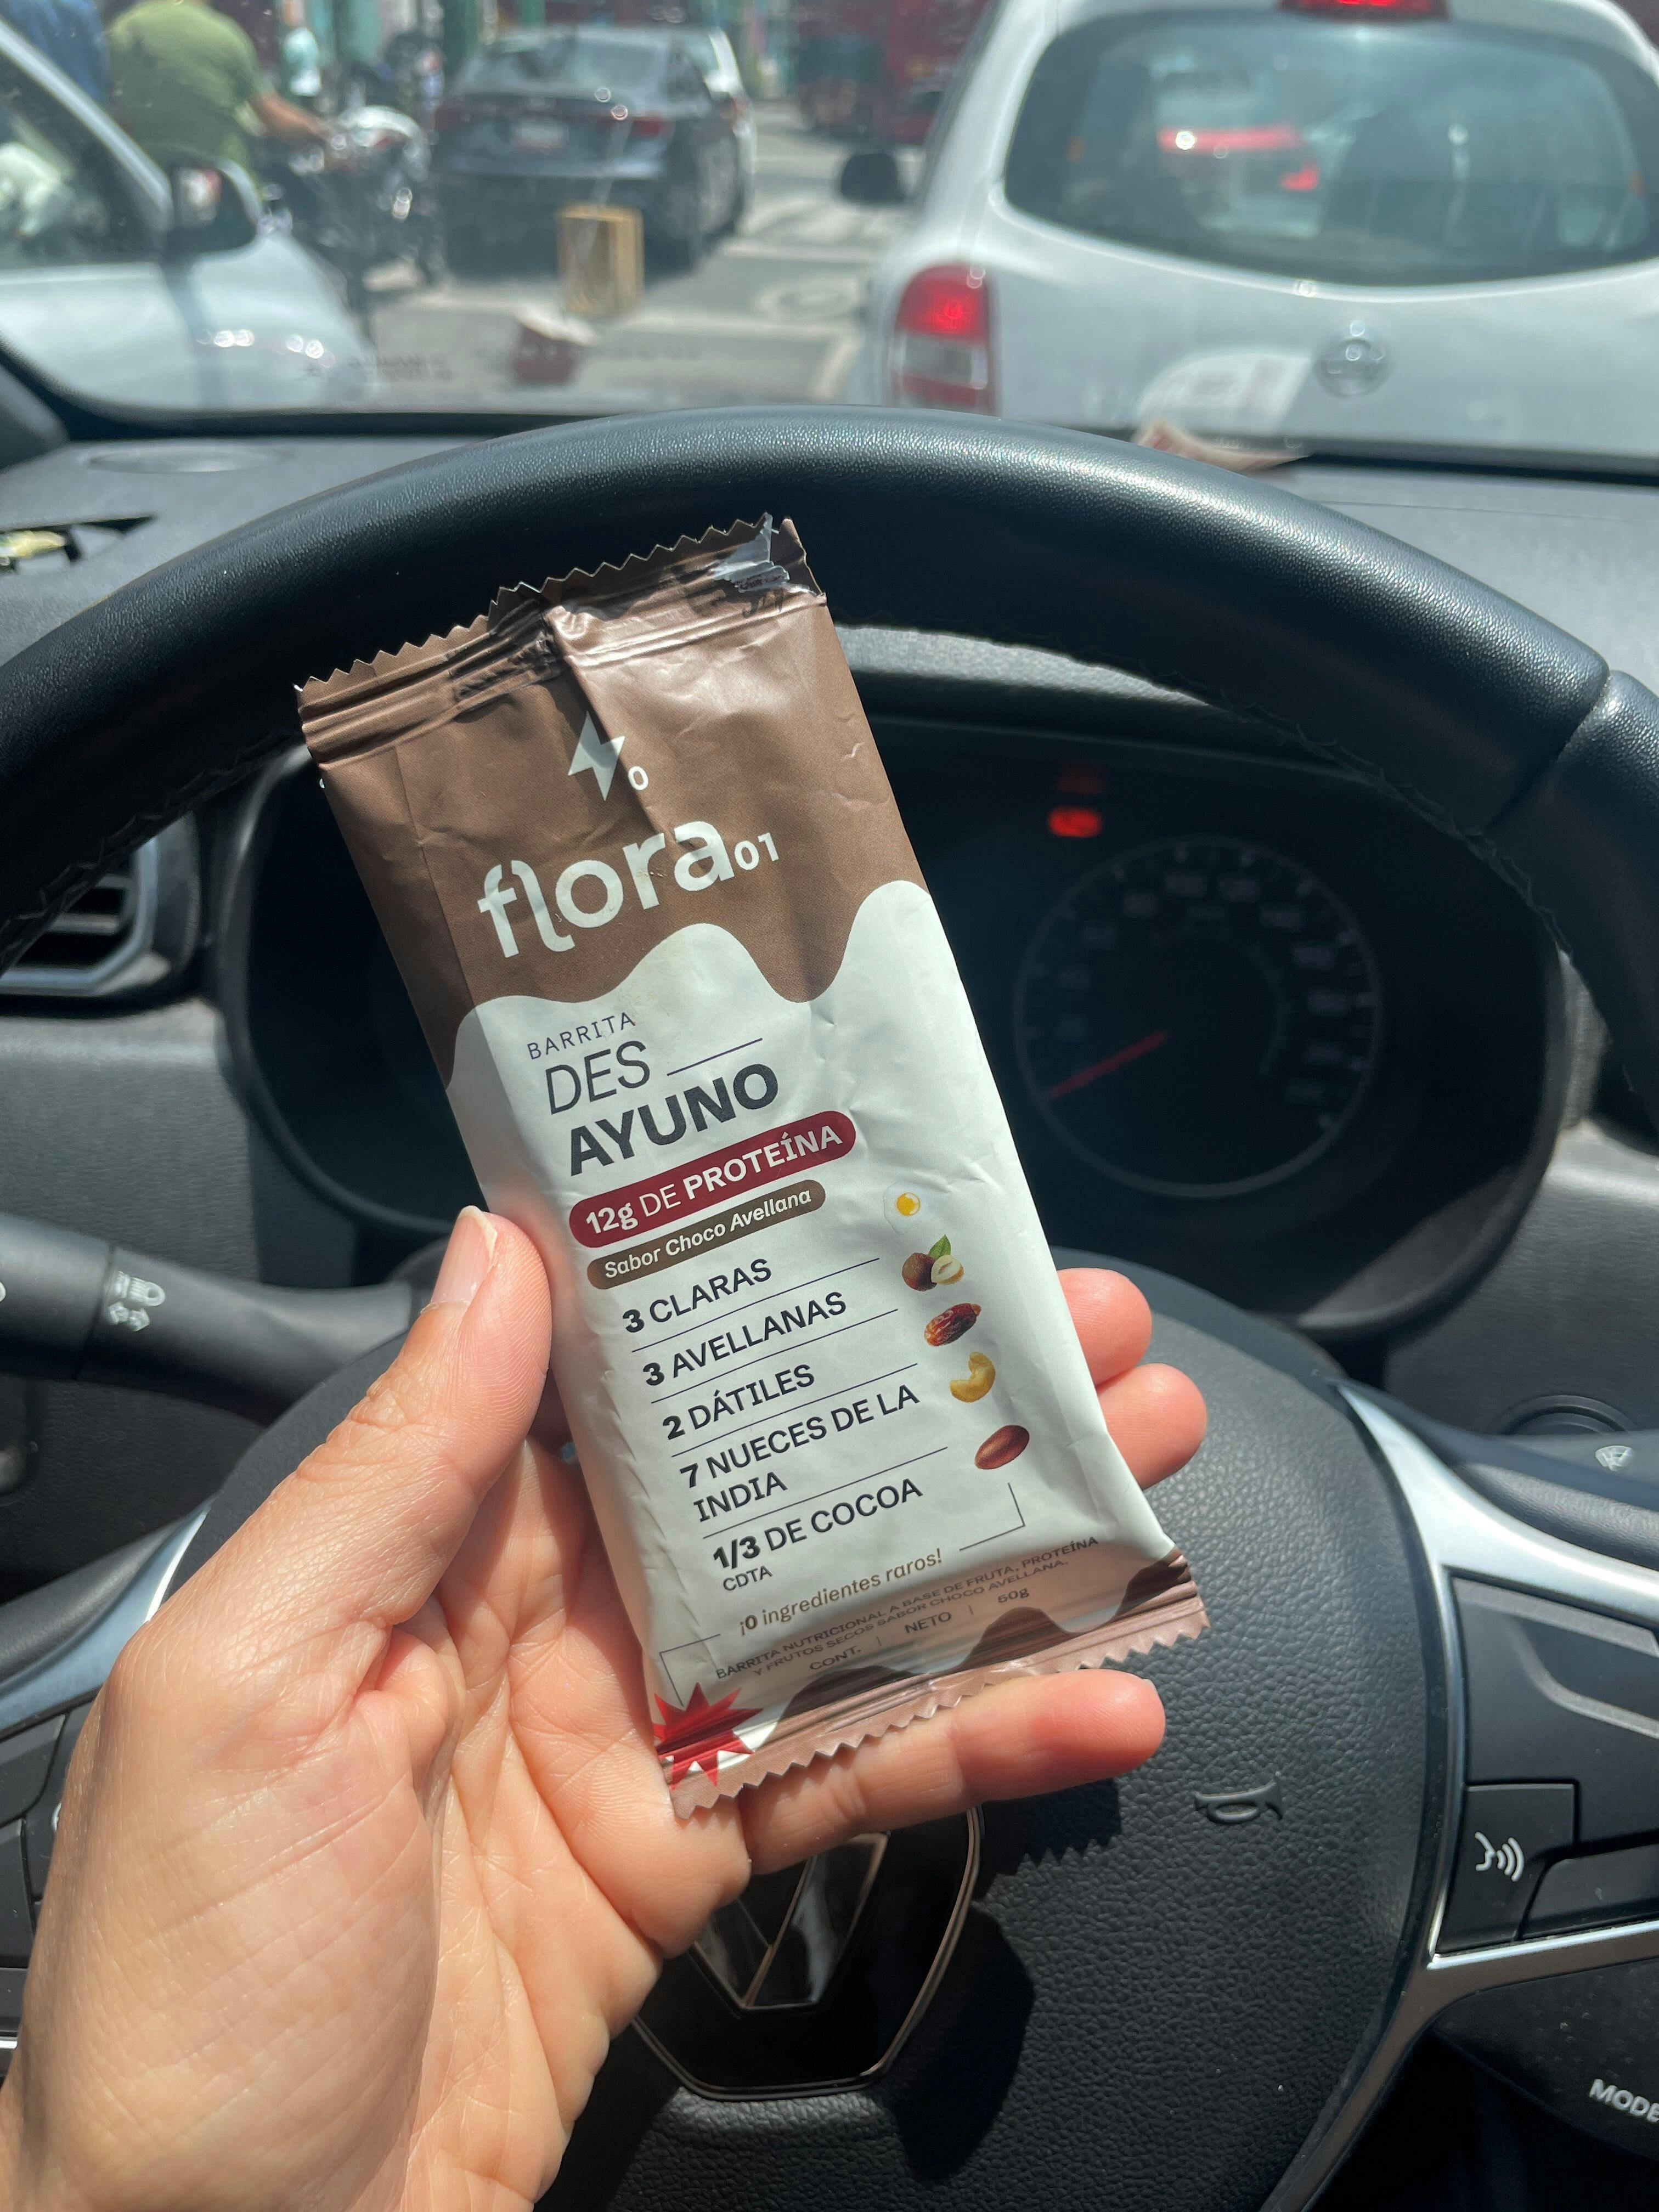 0
flora01
BARRITA
DES
AYUNO
12g DE PROTEÍNA
Sabor Choco Avellana
3 CLARAS
3 AVELLANAS
2 DÁTILES
7 NUECES DE LA
INDIA
1/3 DE COCOA
CDTA
¡0 ingredientes raros!
BARRITA NUTRICIONAL A BASE DE FRUTA, PROTEÍNA
Y FRUTOS SECOS SABOR CHOCO AVELLANA.
CONT. | NETO | 50g
MODE